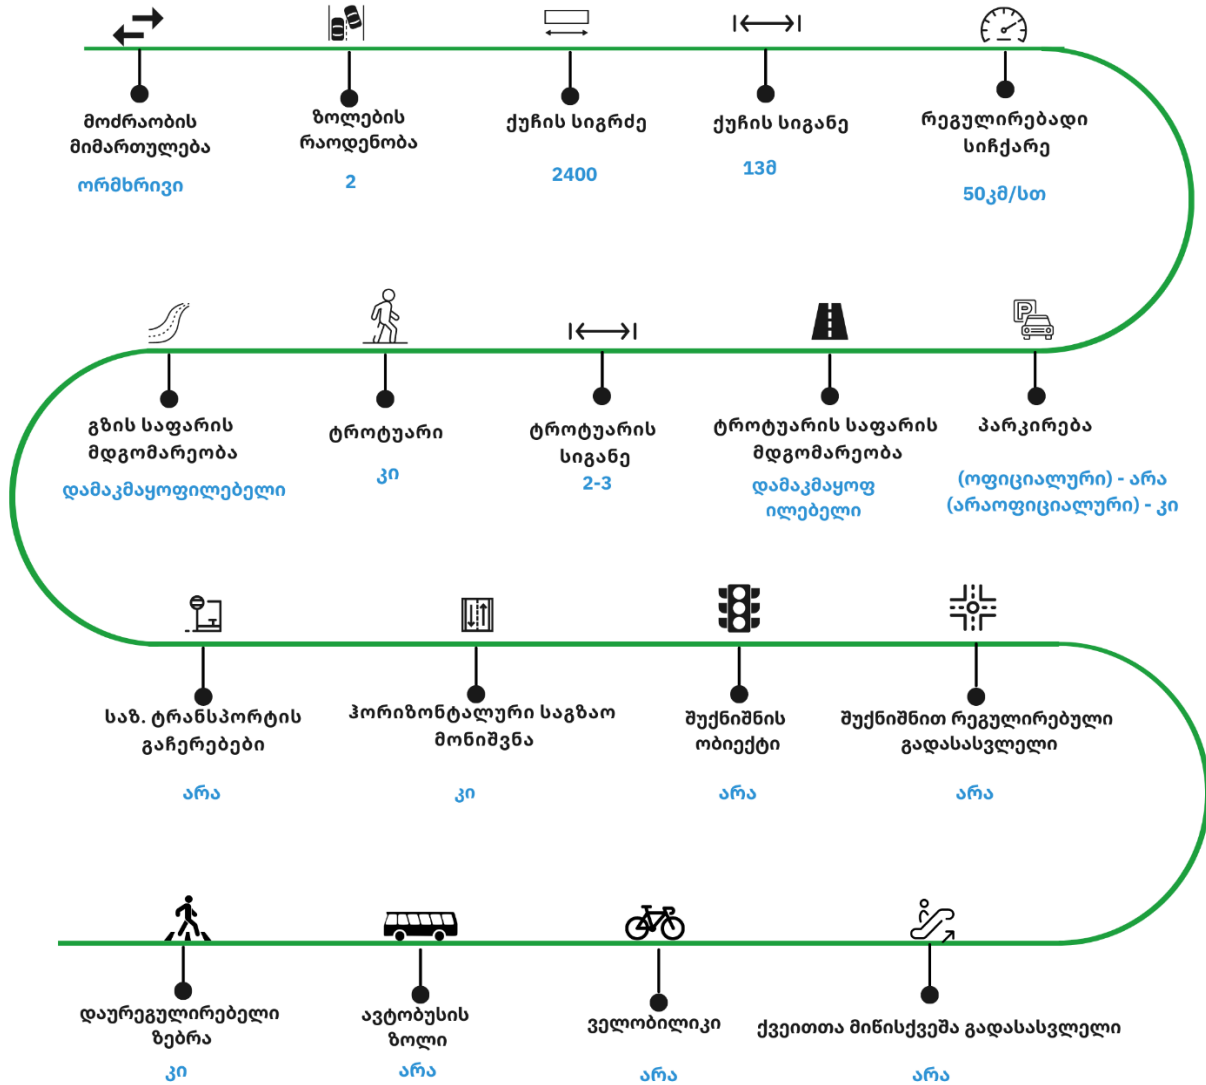 მოძრაობის
მიმართულება
ორმხრივი
ზოლების
რაოდენობა
2
ქუჩის სიგრძე
2400
ქუჩის სიგანე
13მ
რეგულირებადი
სიჩქარე
50კმ/სთ
გზის საფარის
მდგომარეობა
დამაკმაყოფილებელი
ტროტუარი
კი
ტროტუარის
სიგანე
2-3
ტროტუარის საფარის
მდგომარეობა
დამაკმაყოფ
ილებელი
P
პარკირება
(ოფიციალური) - არა
(არაოფიციალური) - კი
საზ. ტრანსპორტის
გაჩერებები
არა
ჰორიზონტალური საგზაო
მონიშვნა
კი
შუქნიშნის
ობიექტი
არა
შუქნიშნით რეგულირებული
გადასასვლელი
არა
დაურეგულირებელი
ზებრა
კი
ავტობუსის
ზოლი
არა
ველობილიკი
არა
ქვეითთა მიწისქვეშა გადასასვლელი
არა